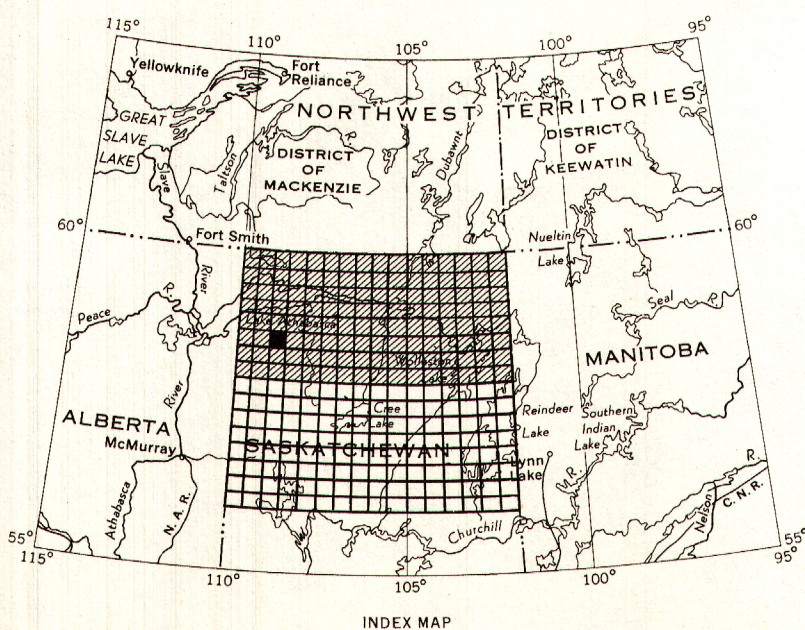 115°
110°
105°
100°
95°
Yellowknife
Fort
Reliance
R.
NORTHWEST TERRITORIES
GREAT
SLAVE
LAKE
Slave
River
Taltson
R.
DISTRICT
OF
MACKENZIE
Dubawnt
DISTRICT
OF
KEEWATIN
60°
Fort Smith
Nueltin
Lake
60°
Peace
R.
Lake Athabasca
Wollaston
Lake
Seal R.
MANITOBA
River
ALBERTA
McMurray
Cree
Lake
SASKATCHEWAN
Reindeer
Lake
Southern
Indian
Lake
Lynn
Lake
Athabasca
N. A. R.
Churchill
R.
Nelson
R.
C.N.R.
55°
115°
110°
105°
100°
55°
95°
INDEX MAP